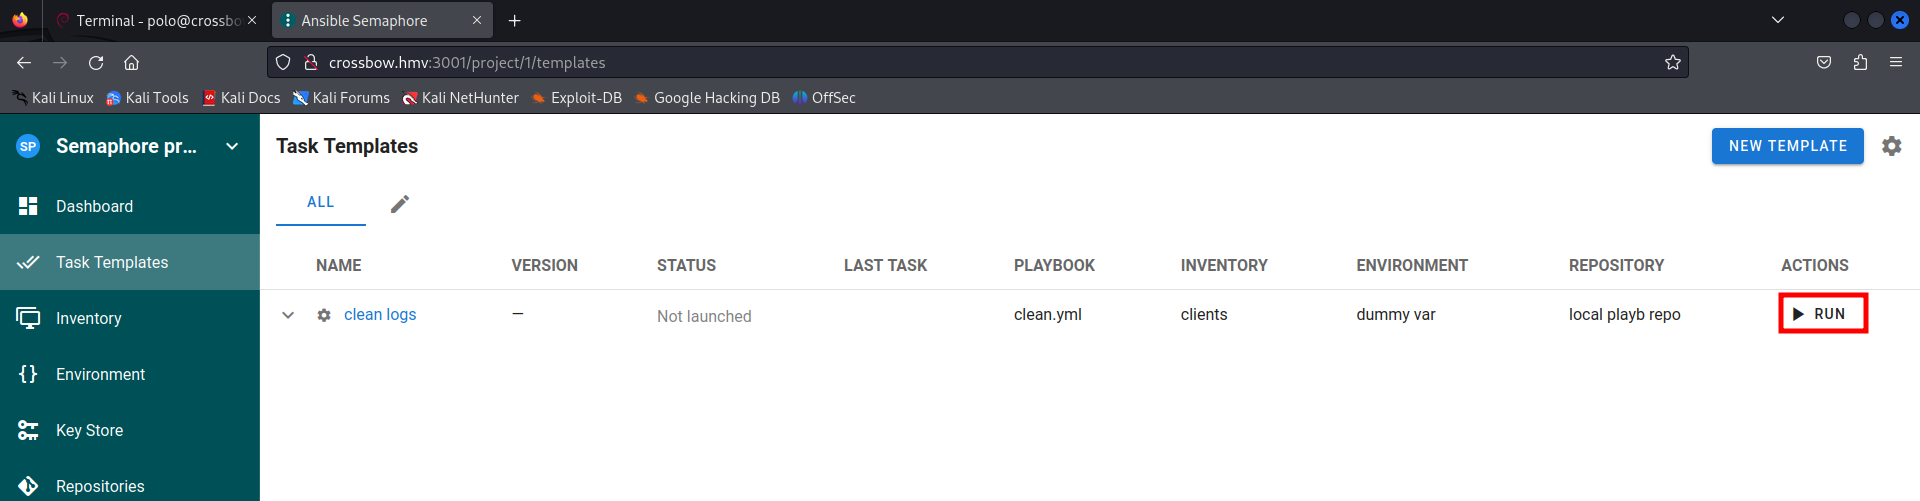 Terminal - polo@crossbo
Ansible Semaphore
crossbow.hmv:3001/project/1/templates
Kali Linux Kali Tools Kali Docs Kali Forums Kali NetHunter Exploit-DB Google Hacking DB OffSec
SP Semaphore pr...
Dashboard
Task Templates
Inventory
Environment
Key Store
Repositories
Task Templates
NEW TEMPLATE
ALL
NAME VERSION STATUS LAST TASK PLAYBOOK INVENTORY ENVIRONMENT REPOSITORY ACTIONS
clean logs — Not launched clean.yml clients dummy var local playb repo RUN